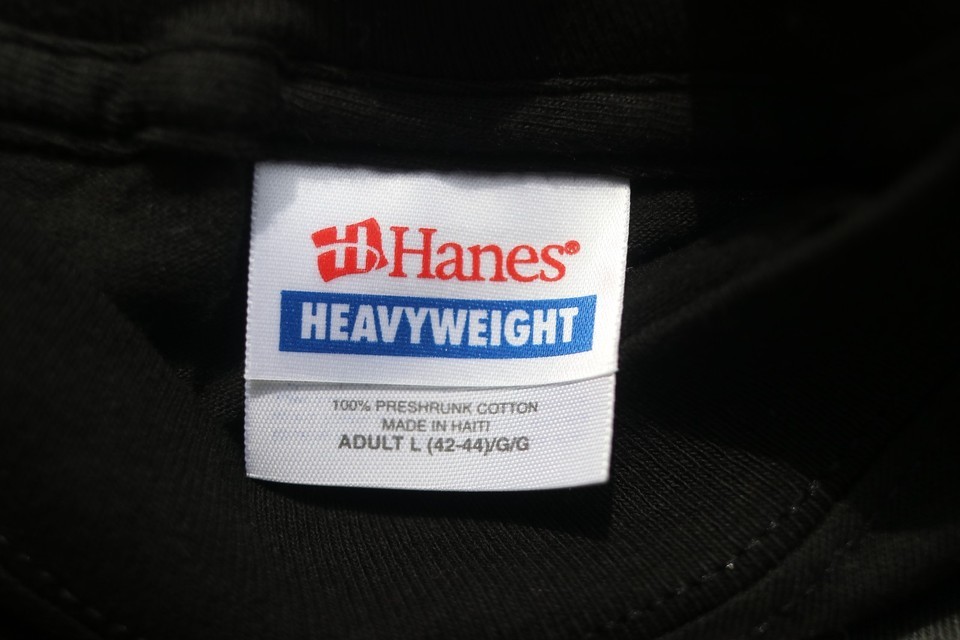 Hanes
HEAVYWEIGHT
100% PRESHRUNK COTTON
MADE IN HAITI
ADULT L (42-44)/G/G